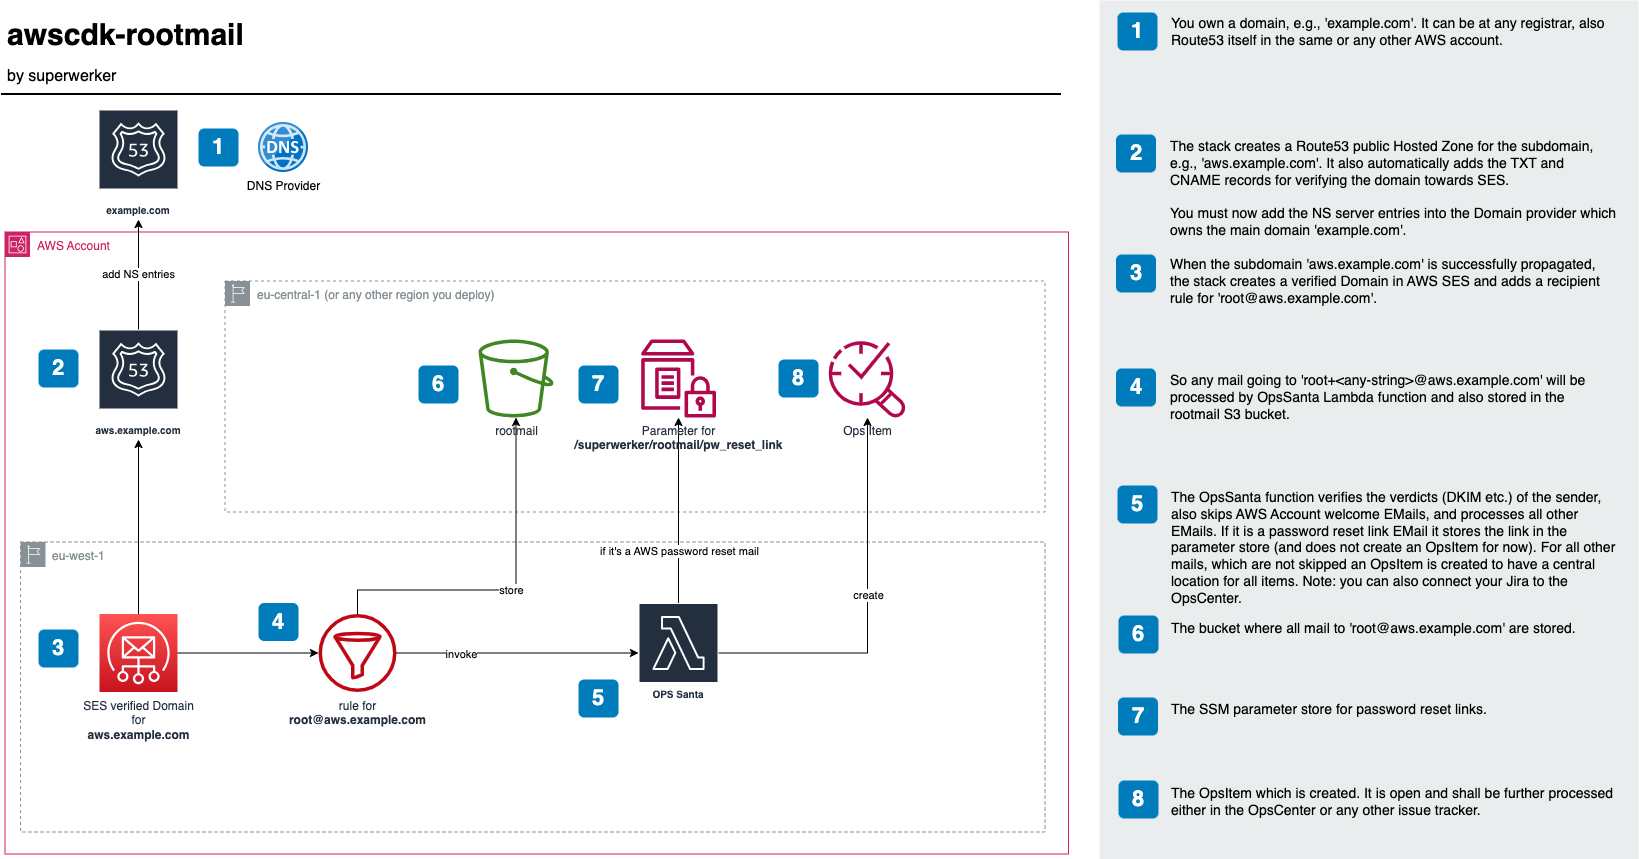 awscdk-rootmail
by superwerker
53
1
DNS
DNS Provider
example.com
AWS Account
add NS entries
eu-central-1 (or any other region you deploy)
2
53
aws.example.com
6
rootmail
7
Parameter for
/superwerker/rootmail/pw_reset_link
8
Ops Item
eu-west-1
if it's a AWS password reset mail
store
create
3
SES verified Domain
for
aws.example.com
4
rule for
root@aws.example.com
invoke
5
OPS Santa
1
You own a domain, e.g., 'example.com'. It can be at any registrar, also
Route53 itself in the same or any other AWS account.
2
The stack creates a Route53 public Hosted Zone for the subdomain,
e.g., 'aws.example.com'. It also automatically adds the TXT and
CNAME records for verifying the domain towards SES.
You must now add the NS server entries into the Domain provider which
owns the main domain 'example.com'.
3
When the subdomain 'aws.example.com' is successfully propagated,
the stack creates a verified Domain in AWS SES and adds a recipient
rule for 'root@aws.example.com'.
4
So any mail going to 'root+<any-string>@aws.example.com' will be
processed by OpsSanta Lambda function and also stored in the
rootmail S3 bucket.
5
The OpsSanta function verifies the verdicts (DKIM etc.) of the sender,
also skips AWS Account welcome EMails, and processes all other
EMails. If it is a password reset link EMail it stores the link in the
parameter store (and does not create an OpsItem for now). For all other
mails, which are not skipped an OpsItem is created to have a central
location for all items. Note: you can also connect your Jira to the
OpsCenter.
6
The bucket where all mail to 'root@aws.example.com' are stored.
7
The SSM parameter store for password reset links.
8
The OpsItem which is created. It is open and shall be further processed
either in the OpsCenter or any other issue tracker.